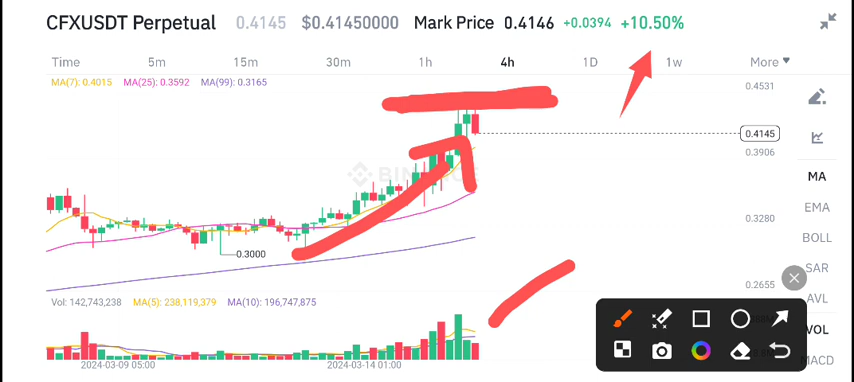 CFXUSDT Perpetual 0.4145 $0.41450000 Mark Price 0.4146 +0.0394 +10.50%
Time 5m 15m 30m 1h 4h 1D 1w More
MA(7): 0.4015 MA(25): 0.3592 MA(99): 0.3165
0.4531
0.4145
0.3906
MA
EMA
0.3280
BOLL
0.3000
SAR
0.2655
AVL
Vol: 142,743,238 MA(5): 238,119,379 MA(10): 196,747,875
VOL
MACD
2024-03-09 05:00 2024-03-14 01:00